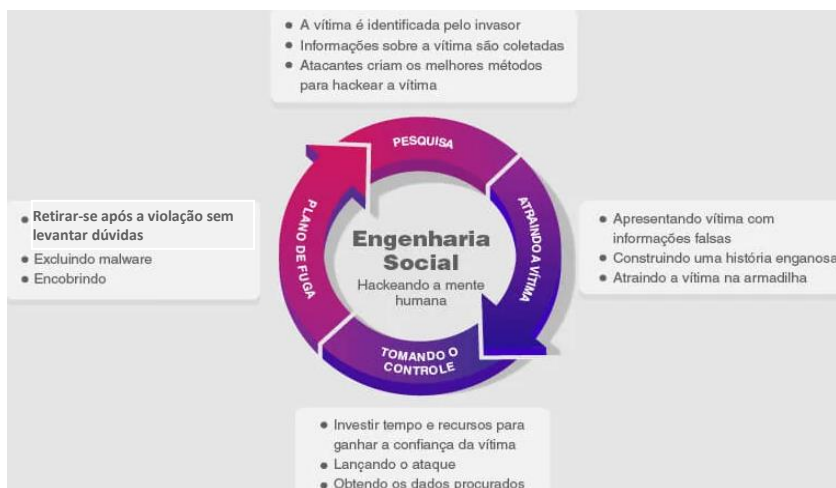 ● A vítima é identificada pelo invasor
● Informações sobre a vítima são coletadas
● Atacantes criam os melhores métodos
para hackear a vítima
PESQUISA
ATRAINDO A VÍTIMA
● Apresentando vítima com
informações falsas
● Construindo uma história enganosa
● Atraindo a vítima na armadilha
TOMANDO O
CONTROLE
● Investir tempo e recursos para
ganhar a confiança da vítima
● Lançando o ataque
● Obtendo os dados procurados
PLANO DE FUGA
● Retirar-se após a violação sem
levantar dúvidas
● Excluindo malware
● Encobrindo
Engenharia
Social
Hackeando a mente
humana